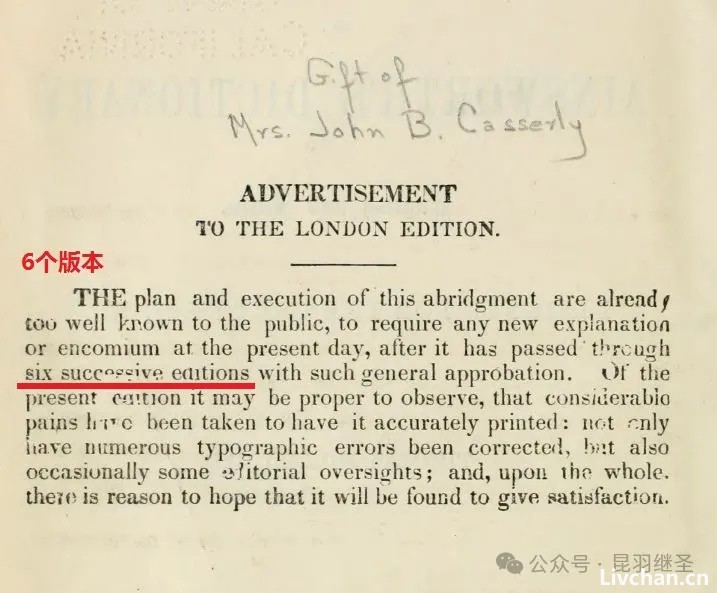 Gift of
Mrs. John B. Casserly
ADVERTISEMENT
TO THE LONDON EDITION.
6个版本
THE plan and execution of this abridgment are already
too well known to the public, to require any new explanation
or encomium at the present day, after it has passed through
six successive editions with such general approbation. Of the
present edition it may be proper to observe, that considerable
pains have been taken to have it accurately printed: not only
have numerous typographic errors been corrected, but also
occasionally some editorial oversights; and, upon the whole,
there is reason to hope that it will be found to give satisfaction.
公众号 · 昆羽继圣
Livchan.cn